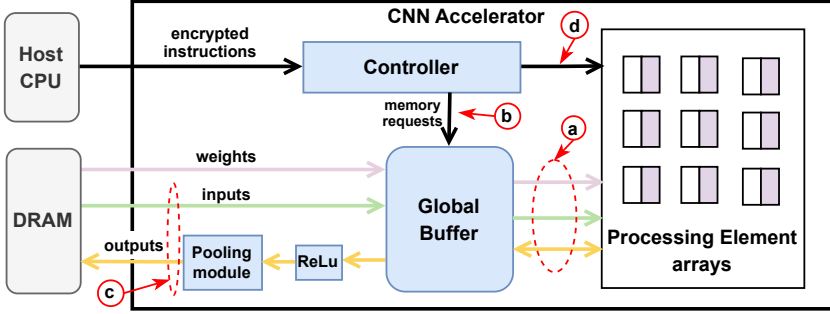 CNN Accelerator
Host
CPU
encrypted
instructions
Controller
d
memory
requests
b
a
DRAM
weights
inputs
outputs
Pooling
module
ReLu
Global
Buffer
c
Processing Element
arrays